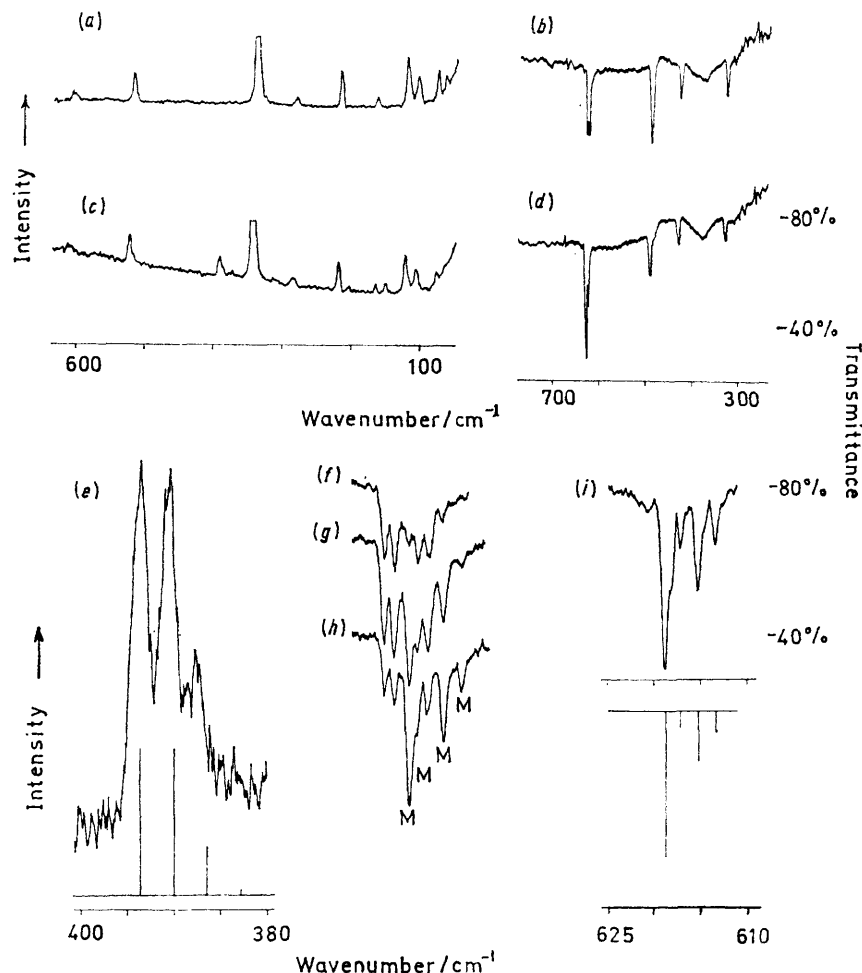 (a)
(b)
Intensity
(c)
(d)
-80%
-40%
600
100
700
300
Wavenumber/cm⁻¹
Transmittance
(e)
(f)
(g)
(h)
(i)
-80%
-40%
Intensity
M
M
M
M
400
380
625
610
Wavenumber/cm⁻¹